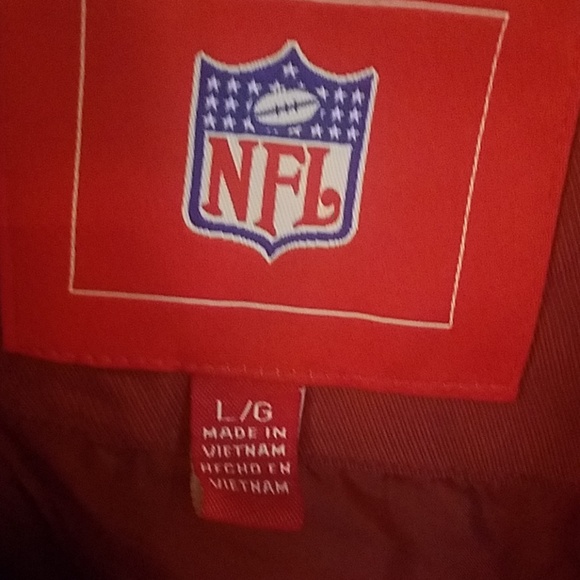 NFL
L/G
MADE IN
VIETNAM
HECHO EN
VIETNAM